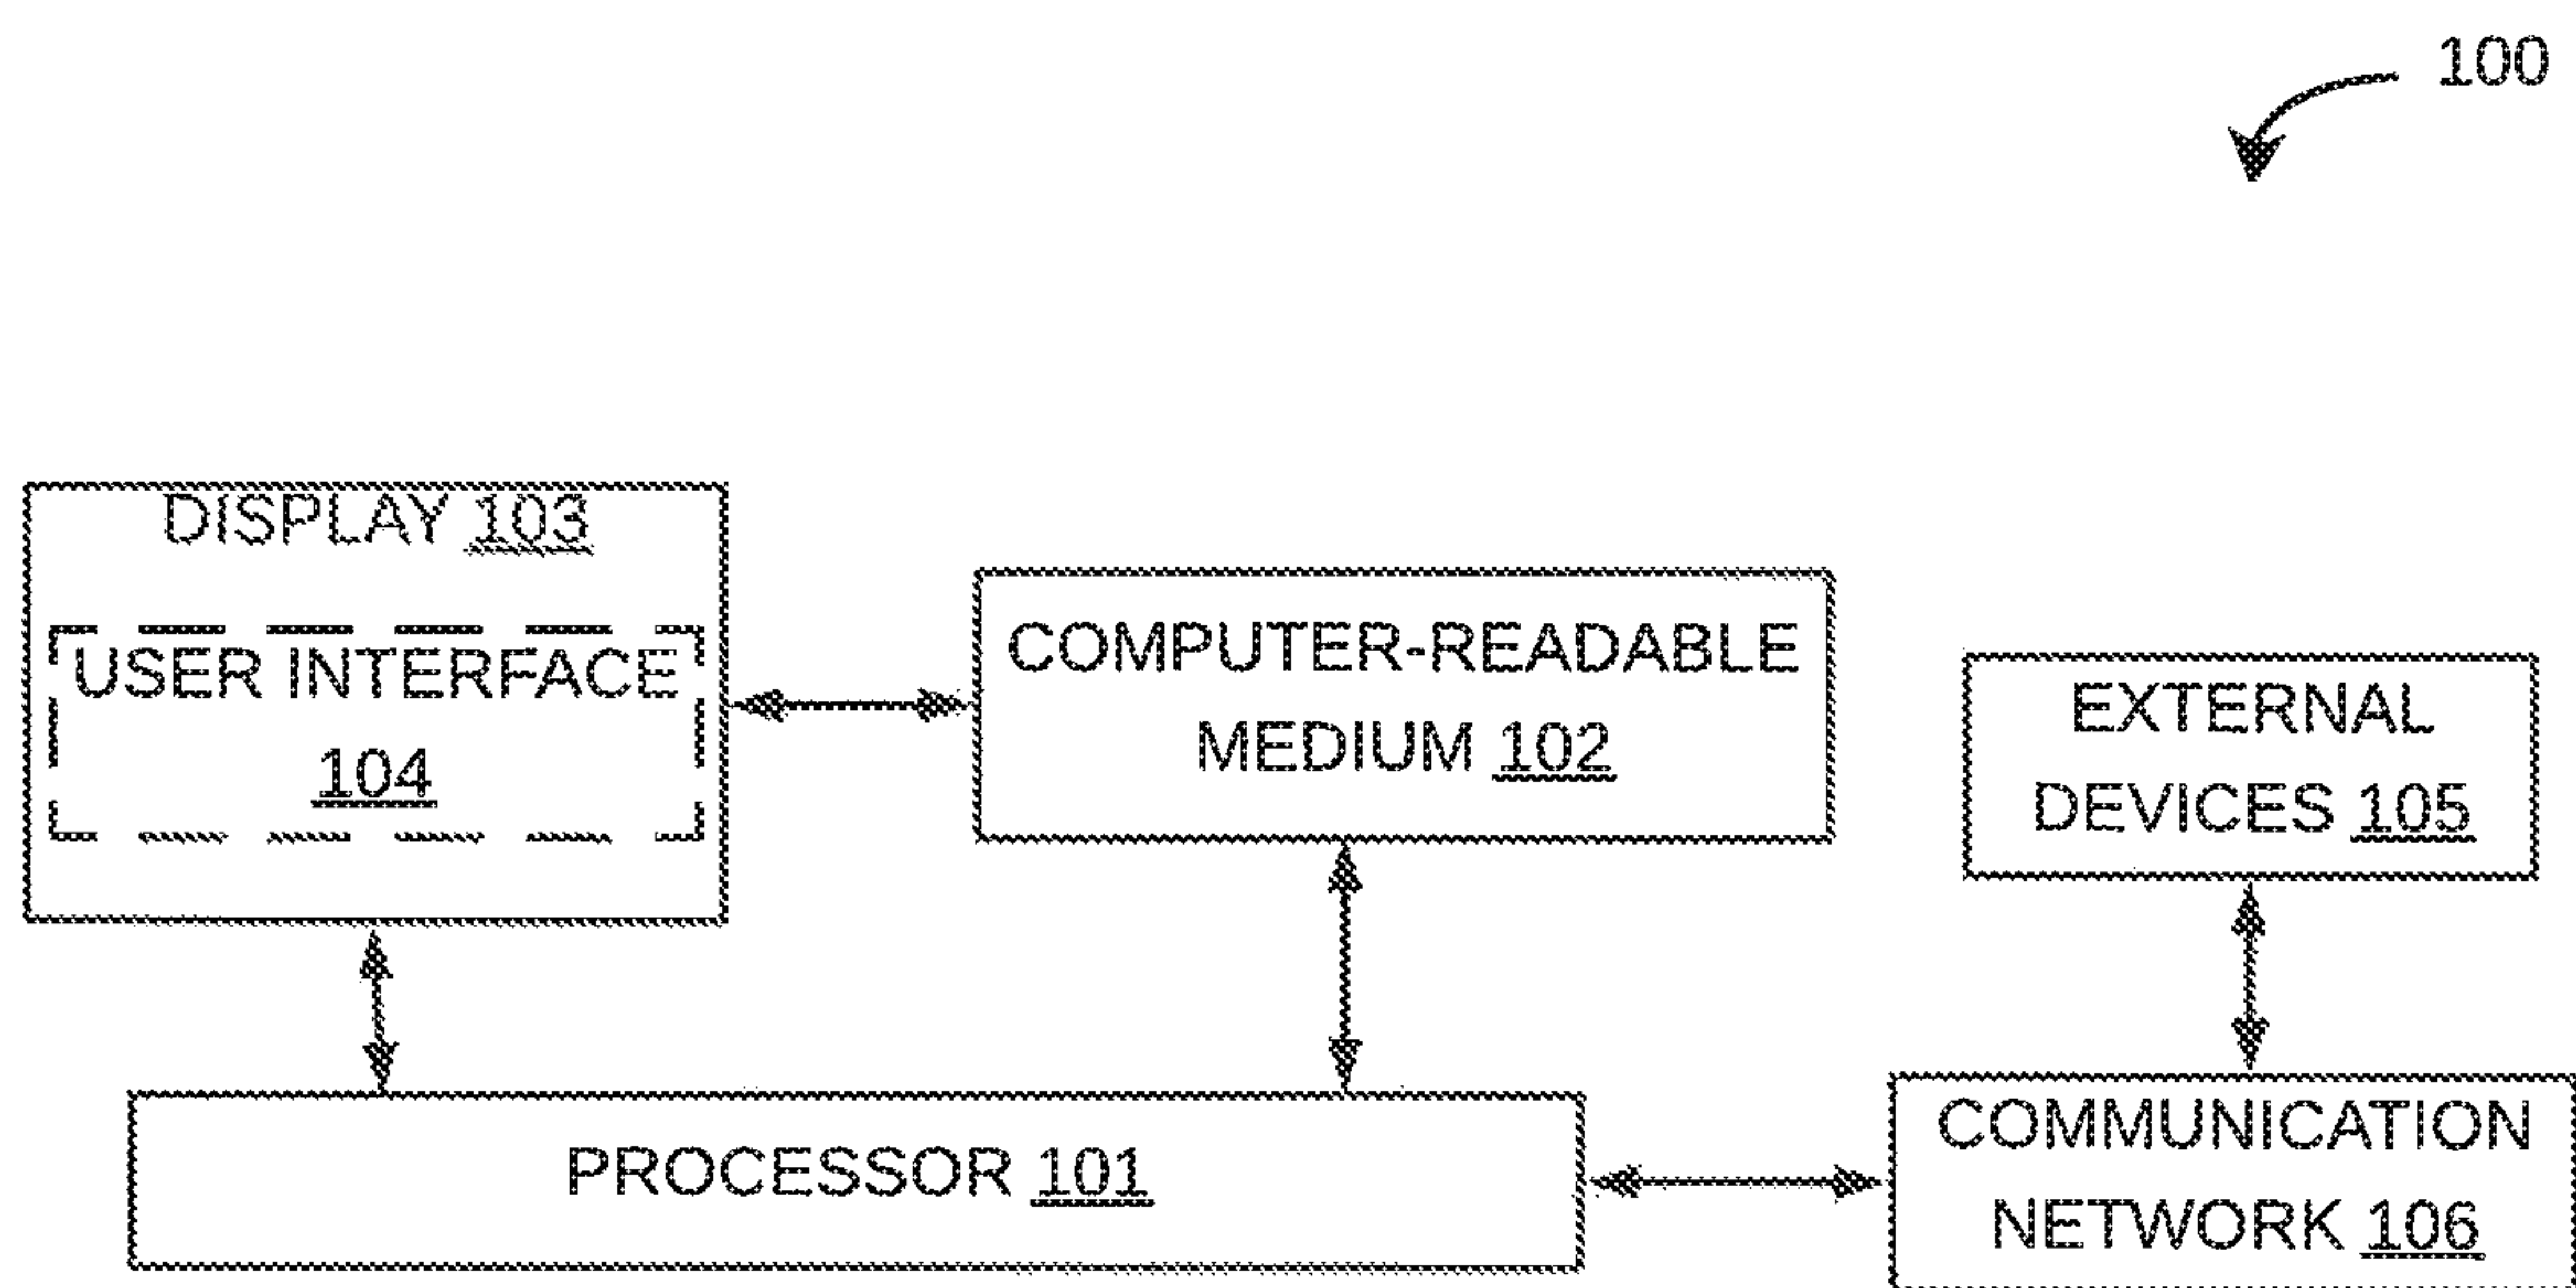 100
DISPLAY 103
USER INTERFACE
104
COMPUTER-READABLE
MEDIUM 102
EXTERNAL
DEVICES 105
PROCESSOR 101
COMMUNICATION
NETWORK 106